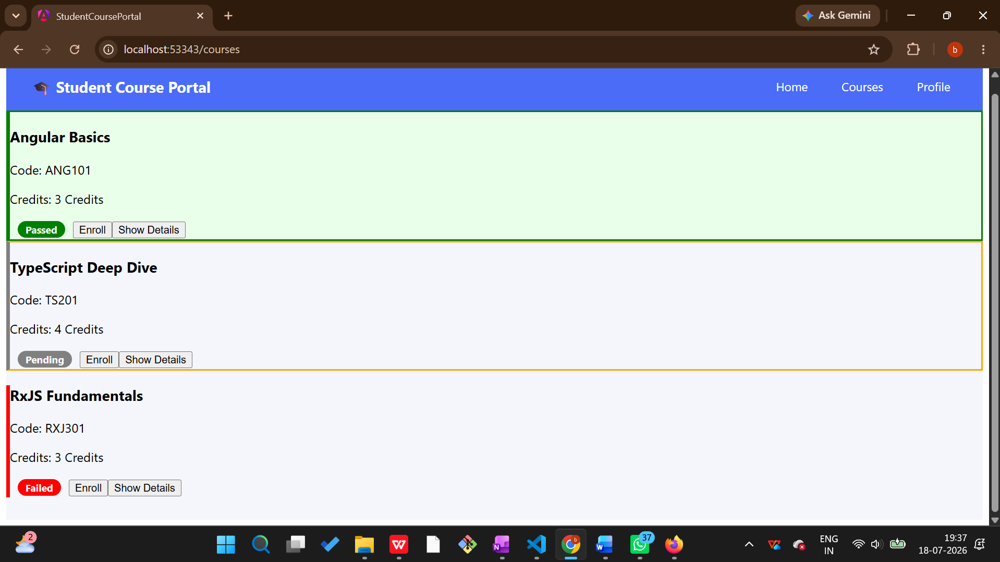 StudentCoursePortal
Ask Gemini
localhost:53343/courses
b
Student Course Portal
Home
Courses
Profile
Angular Basics
Code: ANG101
Credits: 3 Credits
Passed
Enroll
Show Details
TypeScript Deep Dive
Code: TS201
Credits: 4 Credits
Pending
Enroll
Show Details
RxJS Fundamentals
Code: RXJ301
Credits: 3 Credits
Failed
Enroll
Show Details
2
W
N
b
W
37
ENG
IN
19:37
18-07-2026